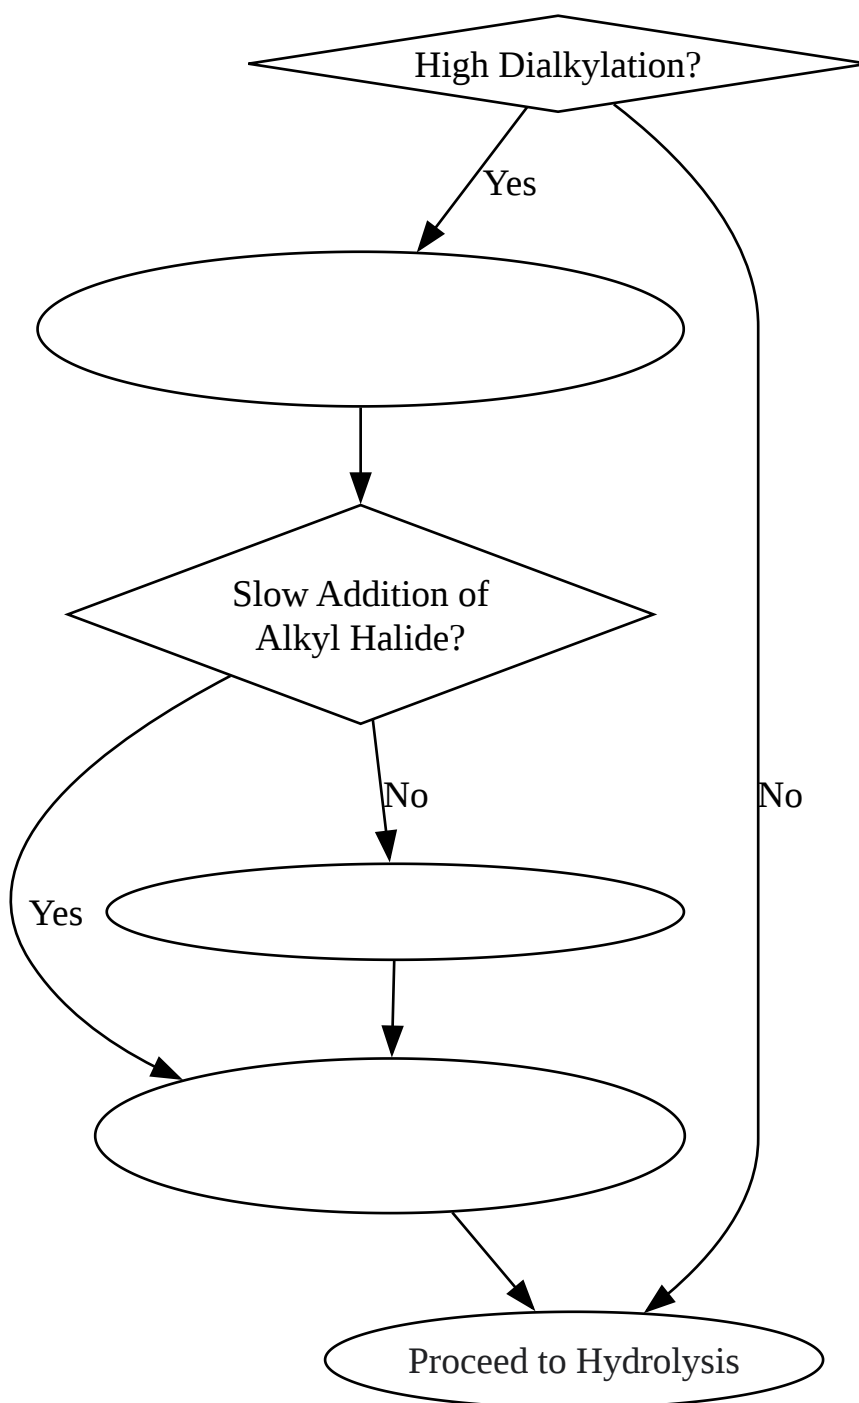 High Dialkylation?
Yes
Slow Addition of
Alkyl Halide?
No
No
Yes
Proceed to Hydrolysis